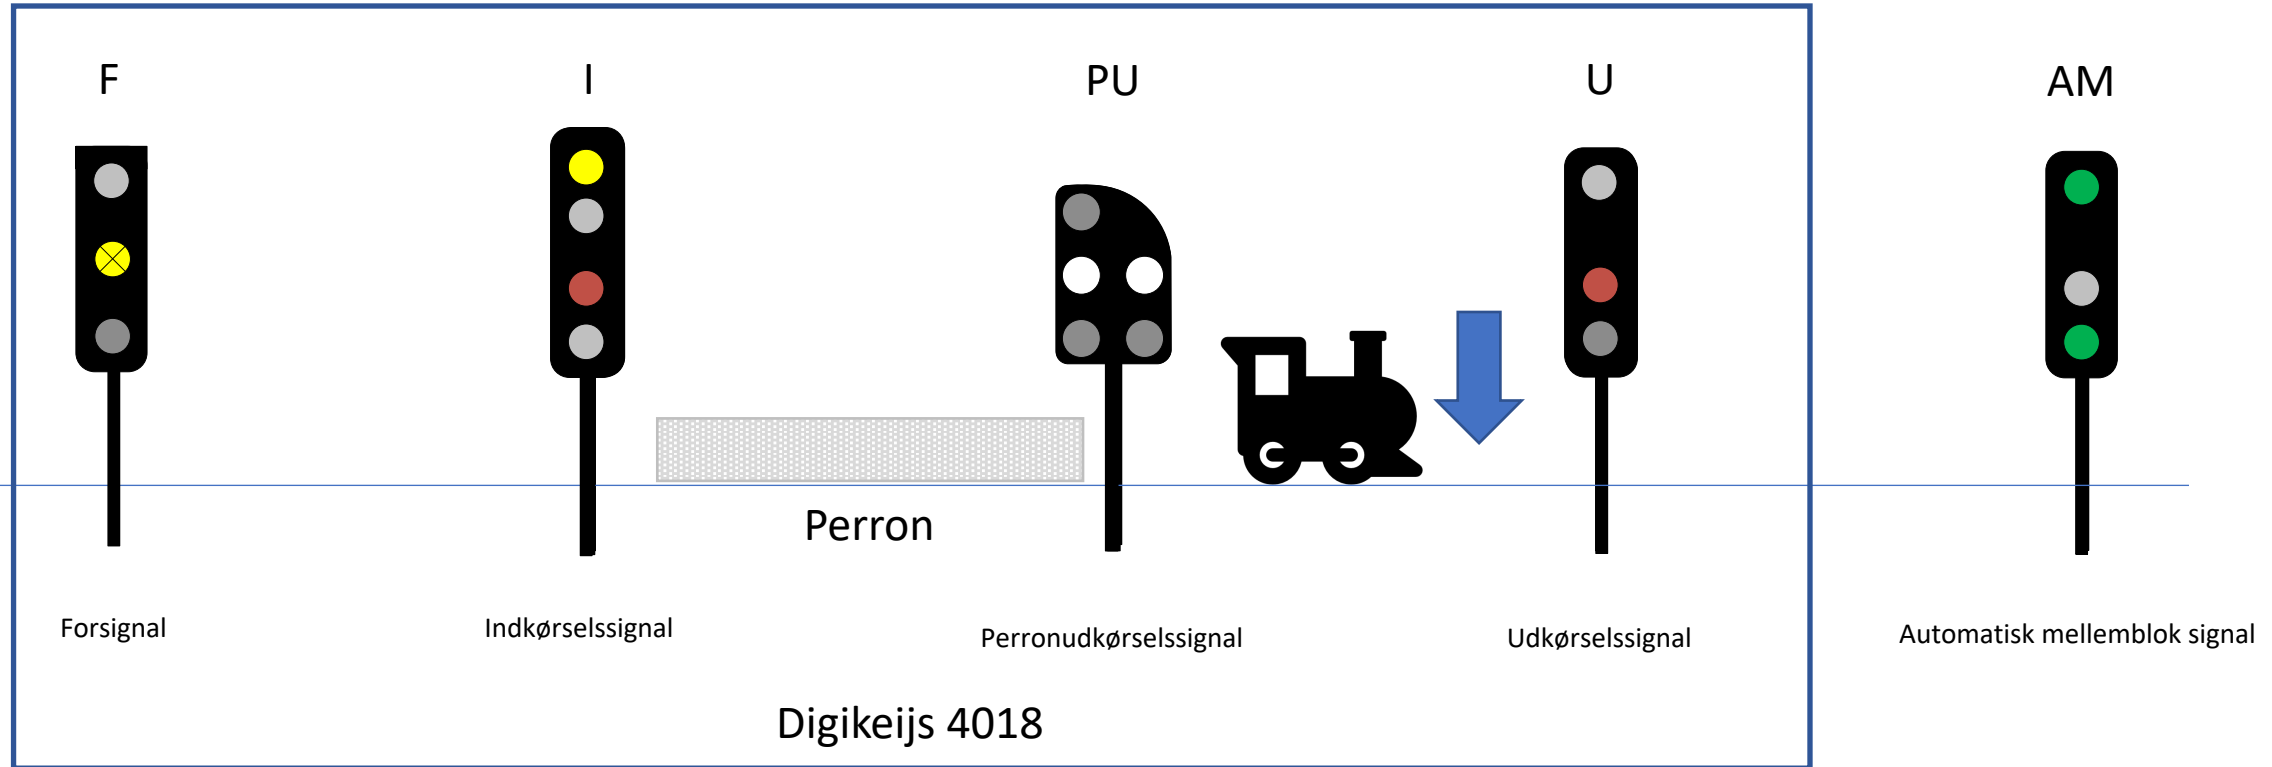 F
I
PU
U
AM
Perron
Forsignal
Indkørselssignal
Perronudkørselssignal
Udkørselssignal
Automatisk mellemblok signal
Digikeijs 4018